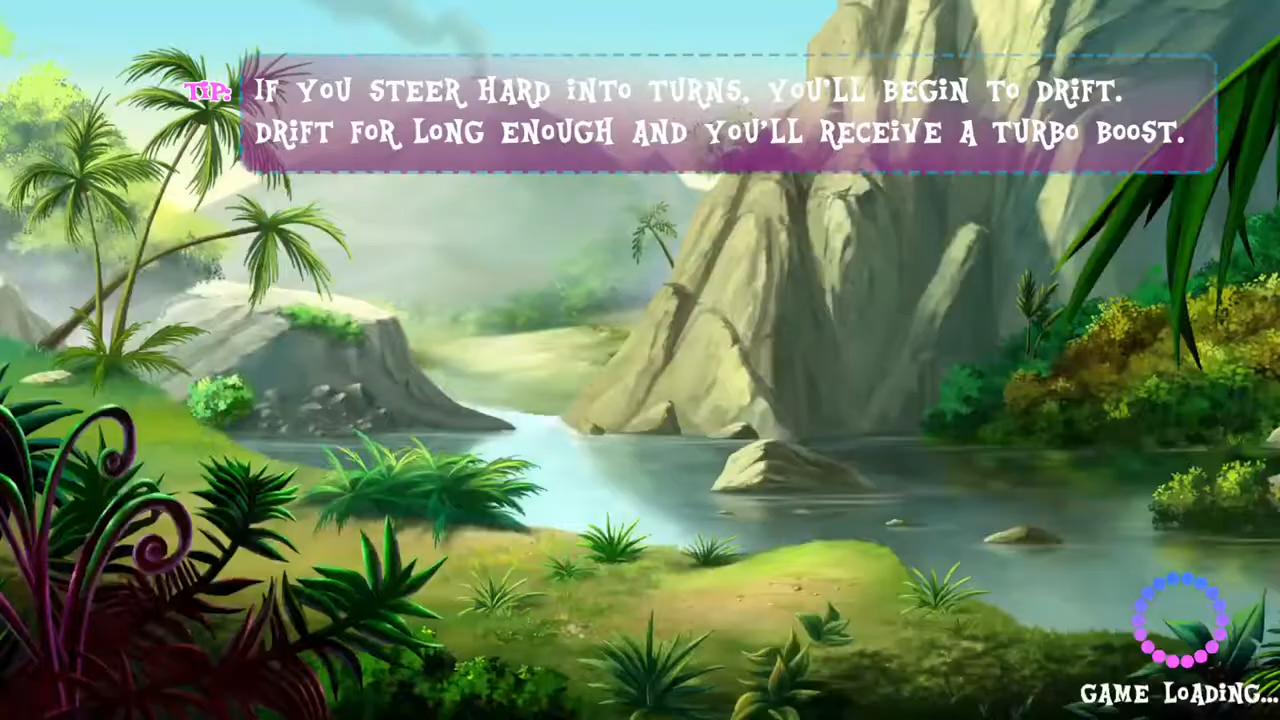 TIP: IF YOU STEER HARD INTO TURNS, YOU'LL BEGIN TO DRIFT.
DRIFT FOR LONG ENOUGH AND YOU'LL RECEIVE A TURBO BOOST.
GAME LOADING...